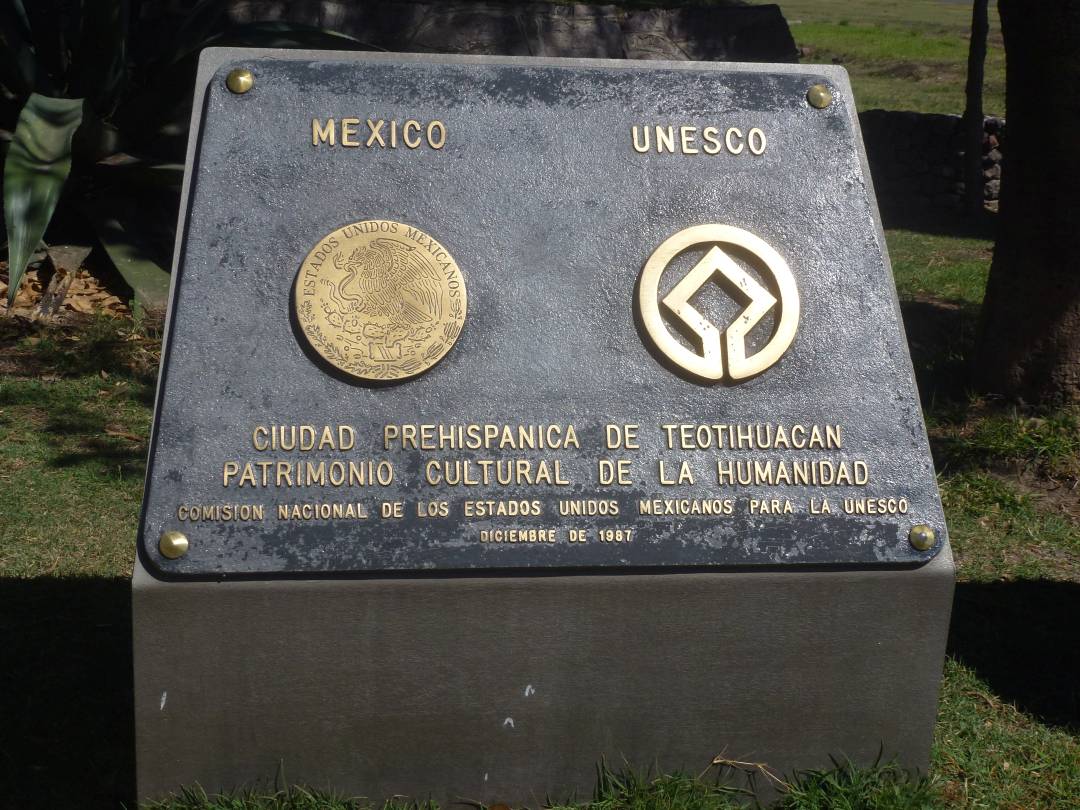 MEXICO
UNESCO
ESTADOS UNIDOS MEXICANOS
CIUDAD PREHISPANICA DE TEOTIHUACAN
PATRIMONIO CULTURAL DE LA HUMANIDAD
COMISION NACIONAL DE LOS ESTADOS UNIDOS MEXICANOS PARA LA UNESCO
DICIEMBRE DE 1987